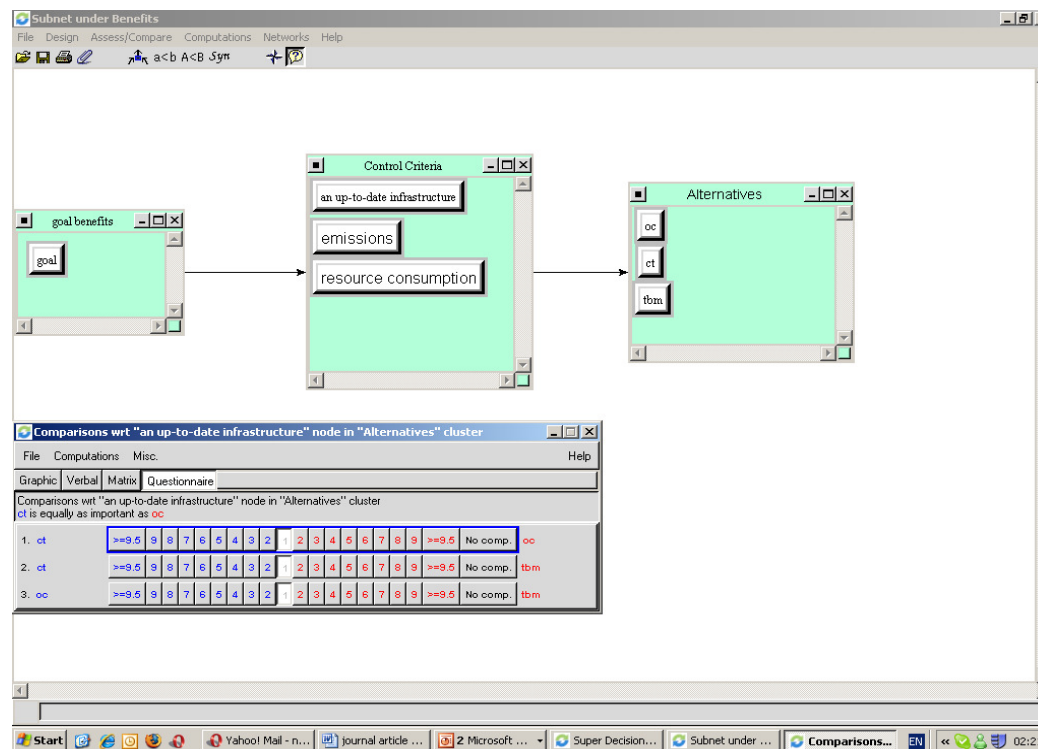 Subnet under Benefits
File Design Assess/Compare Computations Networks Help
a<b A<B Syn
goal benefits
goal
Control Criteria
an up-to-date infrastructure
emissions
resource consumption
Alternatives
oc
ct
tbm
Comparisons wrt "an up-to-date infrastructure" node in "Alternatives" cluster
File Computations Misc. Help
Graphic Verbal Matrix Questionnaire
Comparisons wrt "an up-to-date infrastructure" node in "Alternatives" cluster
ct is equally as important as oc
1. ct >=9.5 9 8 7 6 5 4 3 2 1 2 3 4 5 6 7 8 9 >=9.5 No comp. oc
2. ct >=9.5 9 8 7 6 5 4 3 2 1 2 3 4 5 6 7 8 9 >=9.5 No comp. tbm
3. oc >=9.5 9 8 7 6 5 4 3 2 1 2 3 4 5 6 7 8 9 >=9.5 No comp. tbm
Start Yahoo! Mail - n... journal article ... 2 Microsoft ... Super Decision... Subnet under ... Comparisons... EN « 02:2